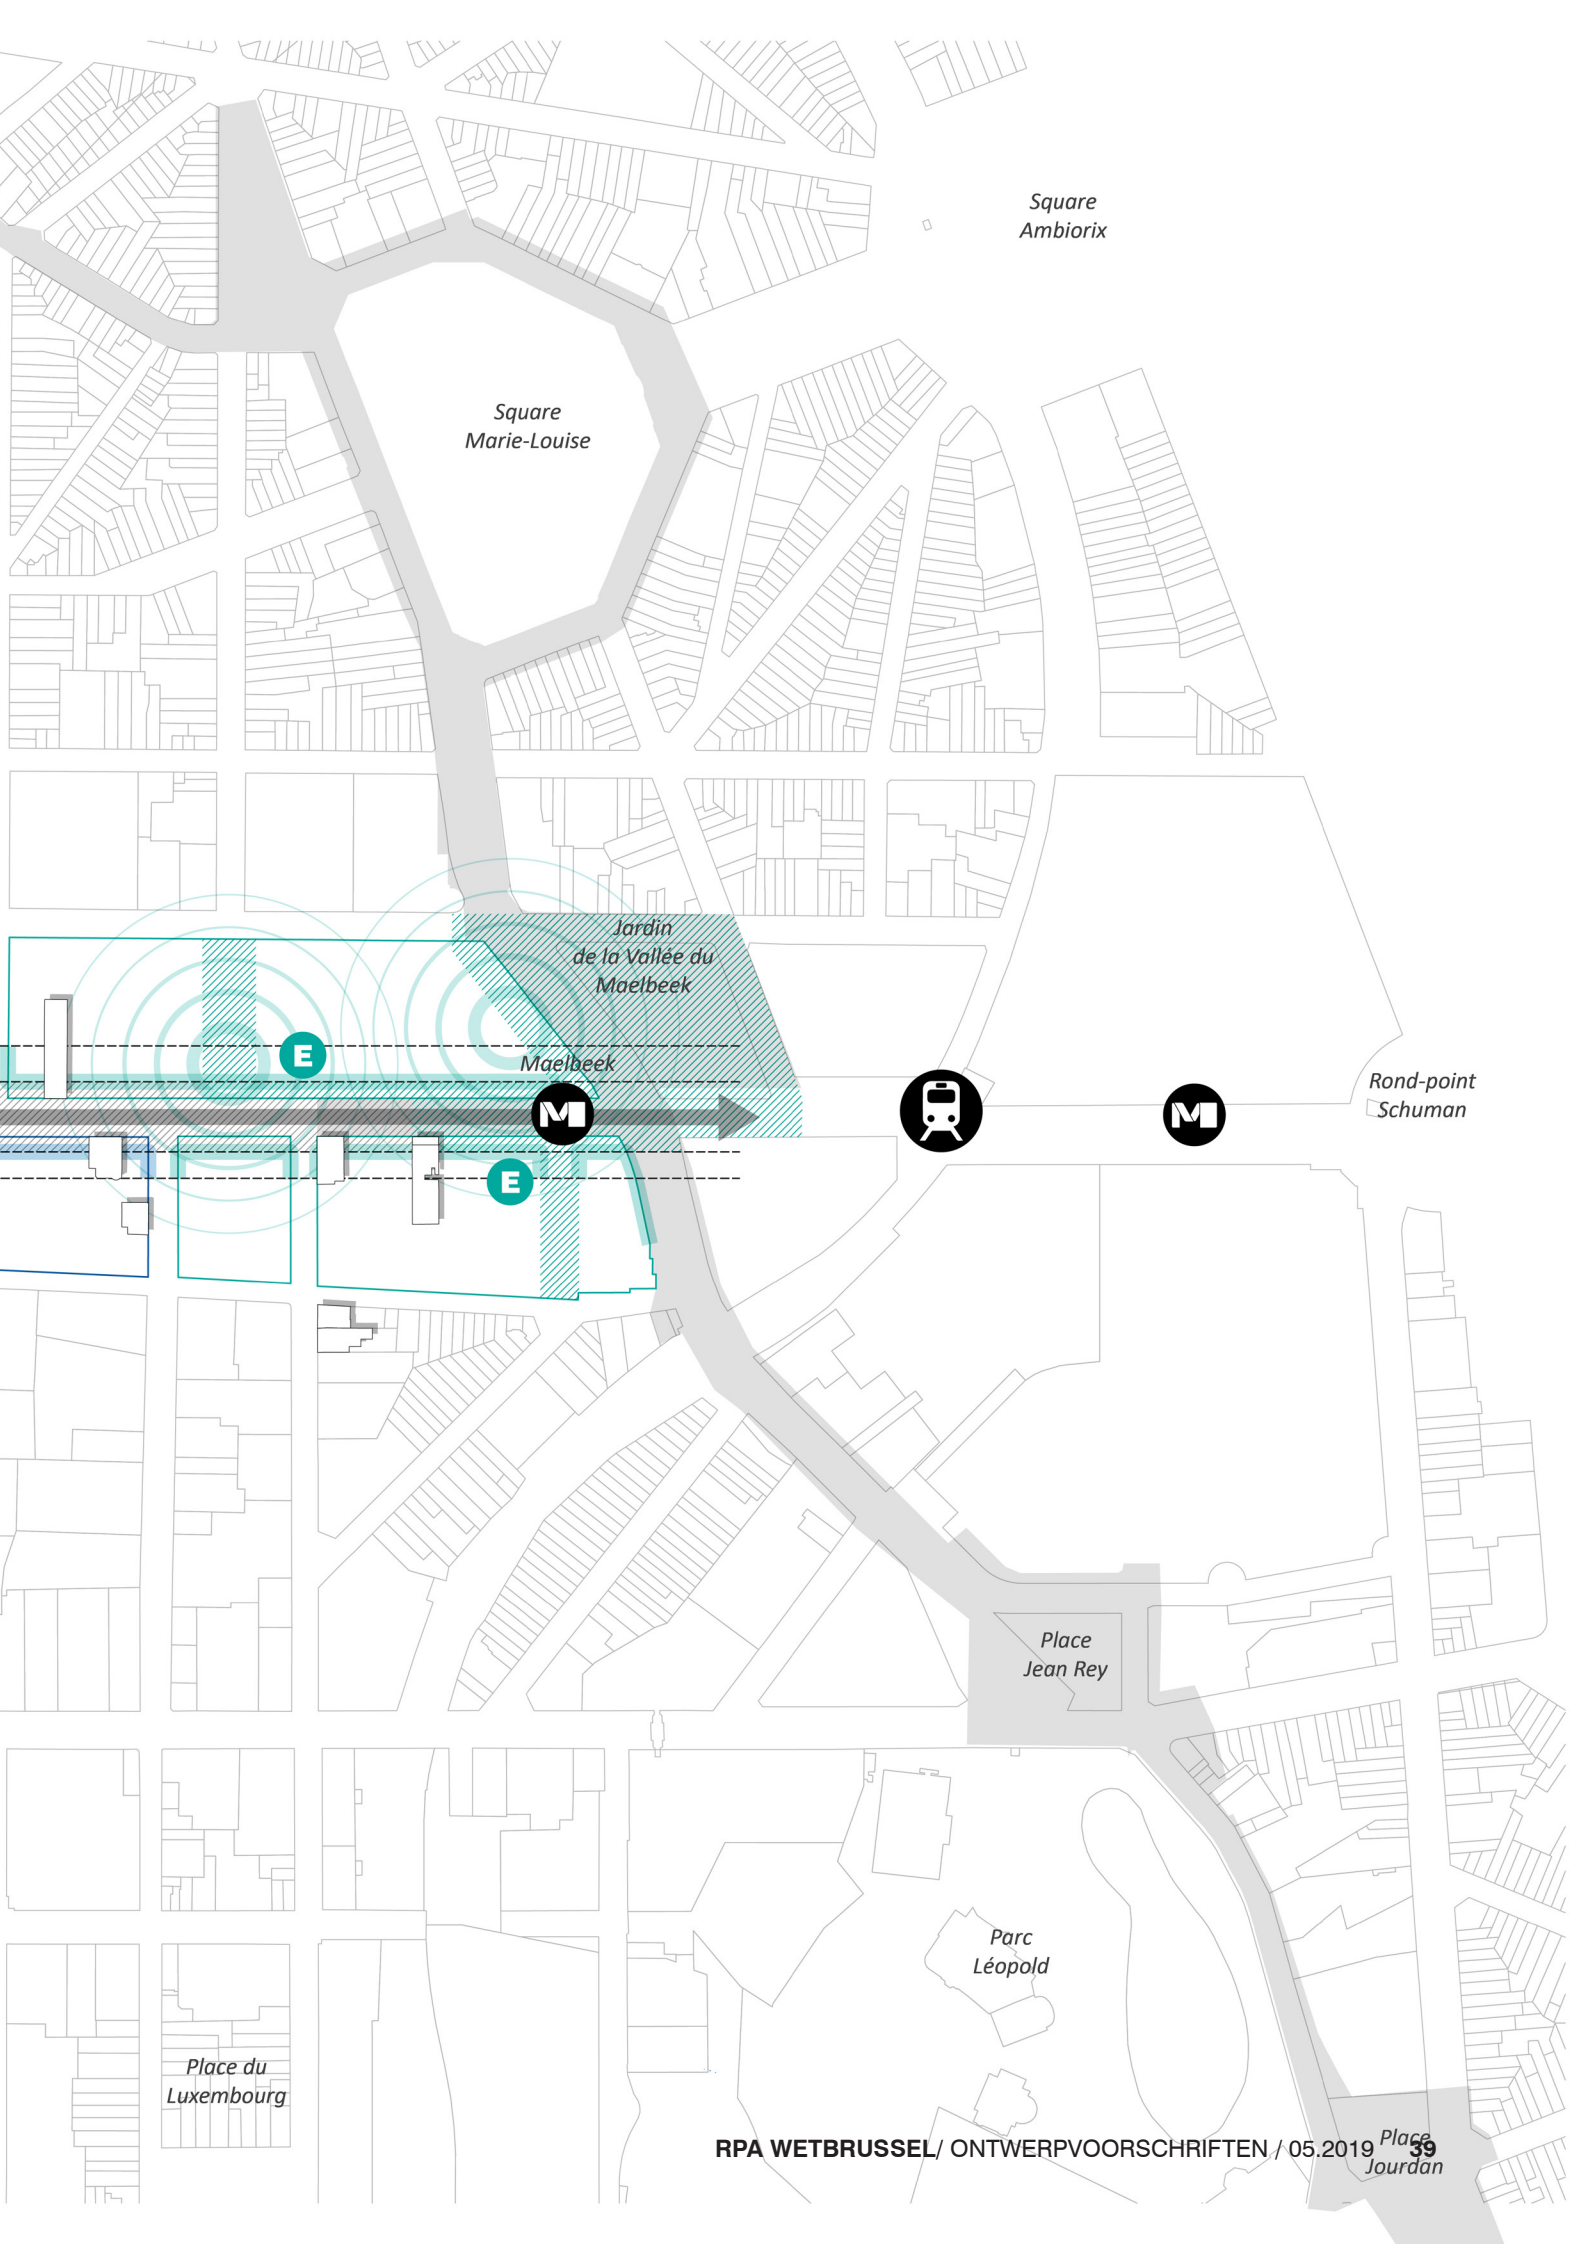 Square
Ambiorix
Square
Marie-Louise
Jardin
de la Vallée du
Maelbeek
E
Maelbeek
M
M
Rond-point
Schuman
E
Place
Jean Rey
Parc
Léopold
Place du
Luxembourg
RPA WETBRUSSEL/ ONTWERPVOORSCHRIFTEN / 05.2019 39
Place
Jourdan